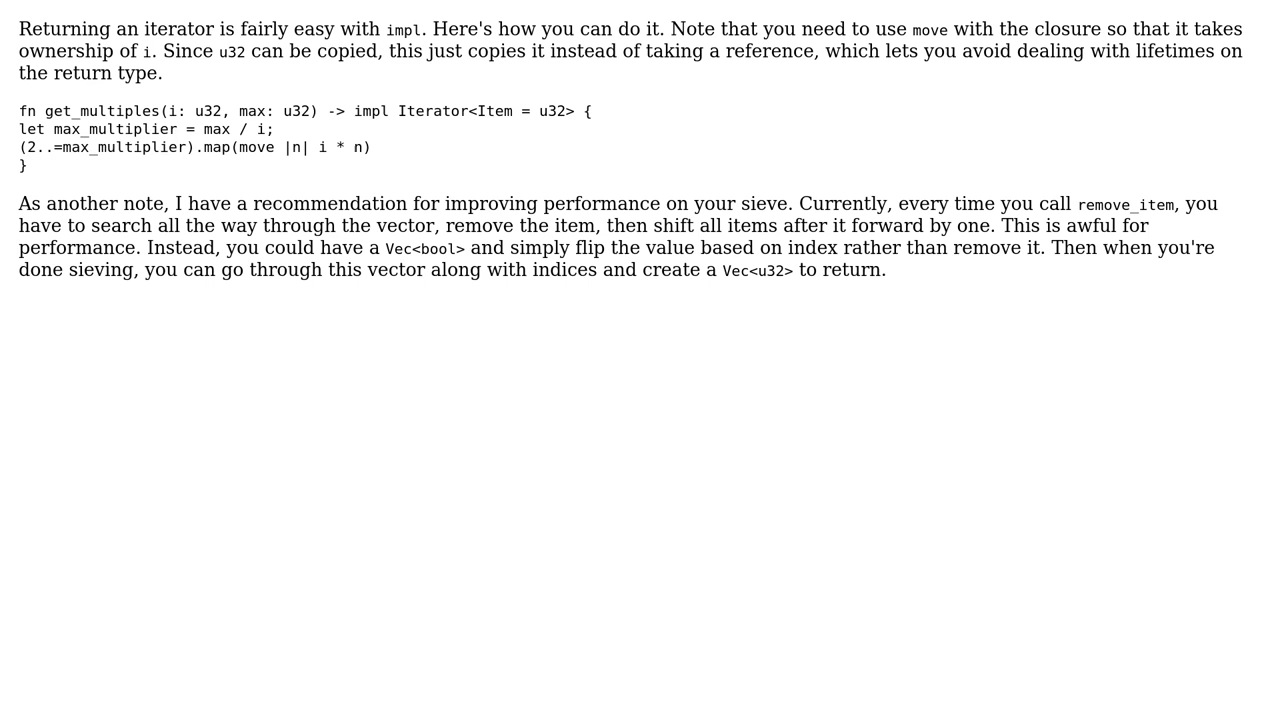 Returning an iterator is fairly easy with impl. Here's how you can do it. Note that you need to use move with the closure so that it takes
ownership of i. Since u32 can be copied, this just copies it instead of taking a reference, which lets you avoid dealing with lifetimes on
the return type.
fn get_multiples(i: u32, max: u32) -> impl Iterator<Item = u32> {
let max_multiplier = max / i;
(2..=max_multiplier).map(move |n| i * n)
}
As another note, I have a recommendation for improving performance on your sieve. Currently, every time you call remove_item, you
have to search all the way through the vector, remove the item, then shift all items after it forward by one. This is awful for
performance. Instead, you could have a Vec<bool> and simply flip the value based on index rather than remove it. Then when you're
done sieving, you can go through this vector along with indices and create a Vec<u32> to return.